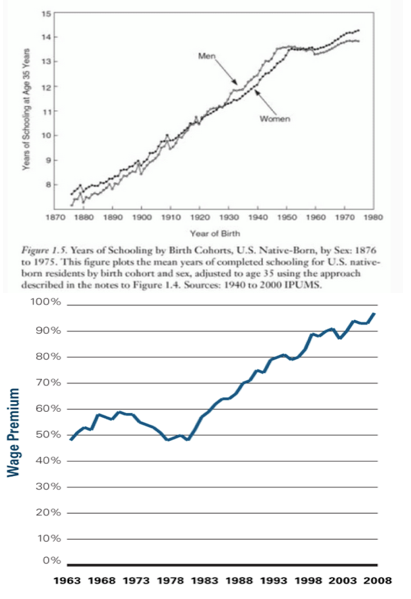 15
14
13
12
11
10
9
8
Years of Schooling at Age 35 Years
Men
Women
1870 1880 1890 1900 1910 1920 1930 1940 1950 1960 1970 1980
Year of Birth
Figure 1.5. Years of Schooling by Birth Cohorts, U.S. Native-Born, by Sex: 1876
to 1975. This figure plots the mean years of completed schooling for U.S. native-
born residents by birth cohort and sex, adjusted to age 35 using the approach
described in the notes to Figure 1.4. Sources: 1940 to 2000 IPUMS.
100%
90%
80%
70%
60%
50%
40%
30%
20%
10%
0%
Wage Premium
1963 1968 1973 1978 1983 1988 1993 1998 2003 2008